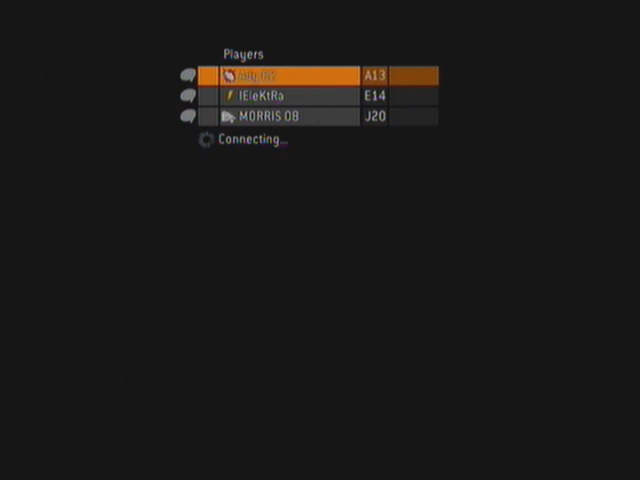 Players
A13
IEleKtRa E14
MORRIS 08 J20
Connecting...